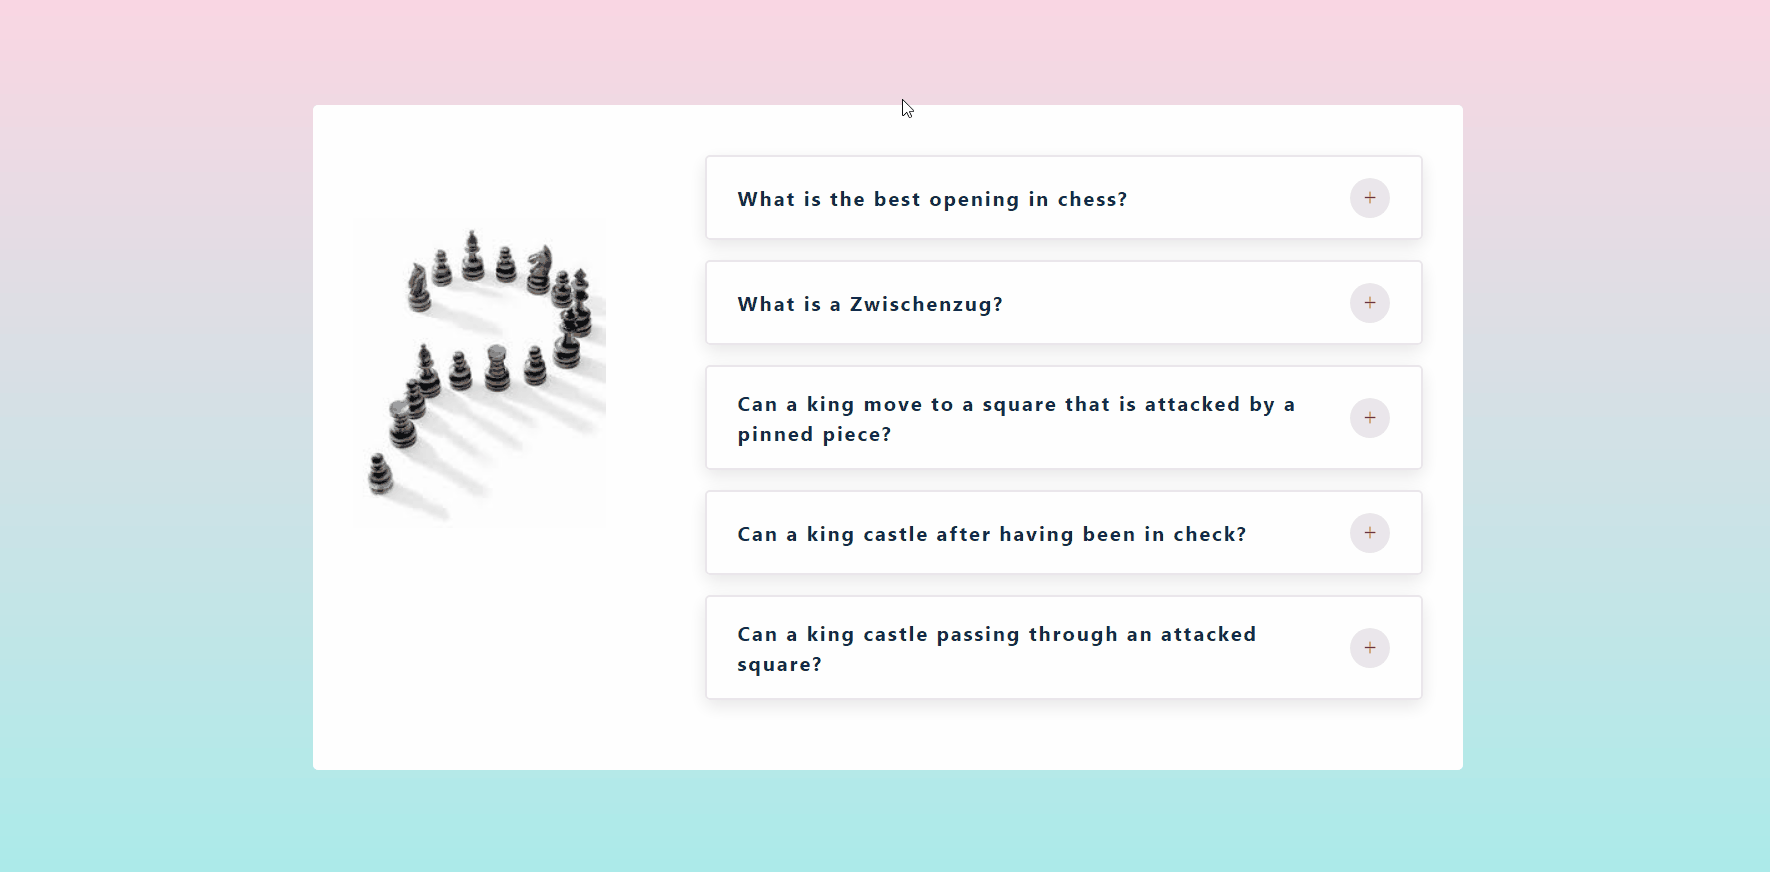 What is the best opening in chess?
+
What is a Zwischenzug?
+
Can a king move to a square that is attacked by a
pinned piece?
+
Can a king castle after having been in check?
+
Can a king castle passing through an attacked
square?
+